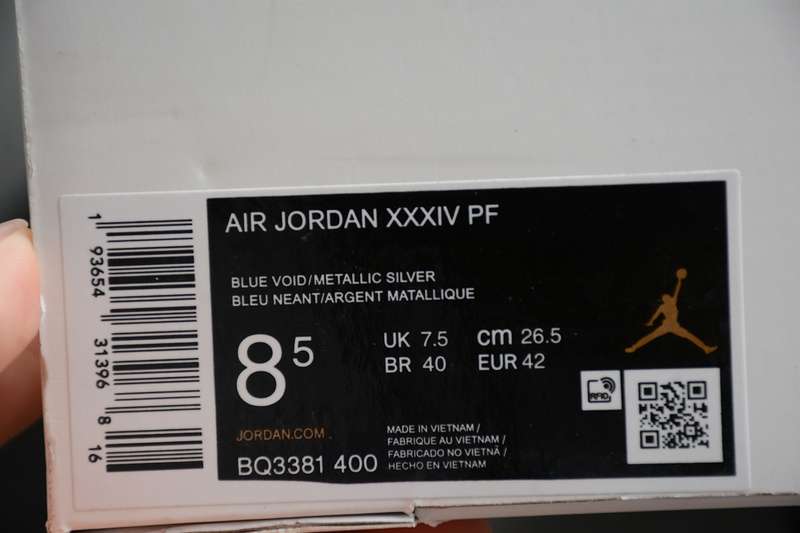 AIR JORDAN XXXIV PF
BLUE VOID/METALLIC SILVER
BLEU NEANT/ARGENT MATALLIQUE
8 5
UK 7.5 cm 26.5
BR 40 EUR 42
RFID
JORDAN.COM
BQ3381 400
MADE IN VIETNAM /
FABRIQUE AU VIETNAM /
FABRICADO NO VIETNÃ /
HECHO EN VIETNAM
1 93654 31396 8 16